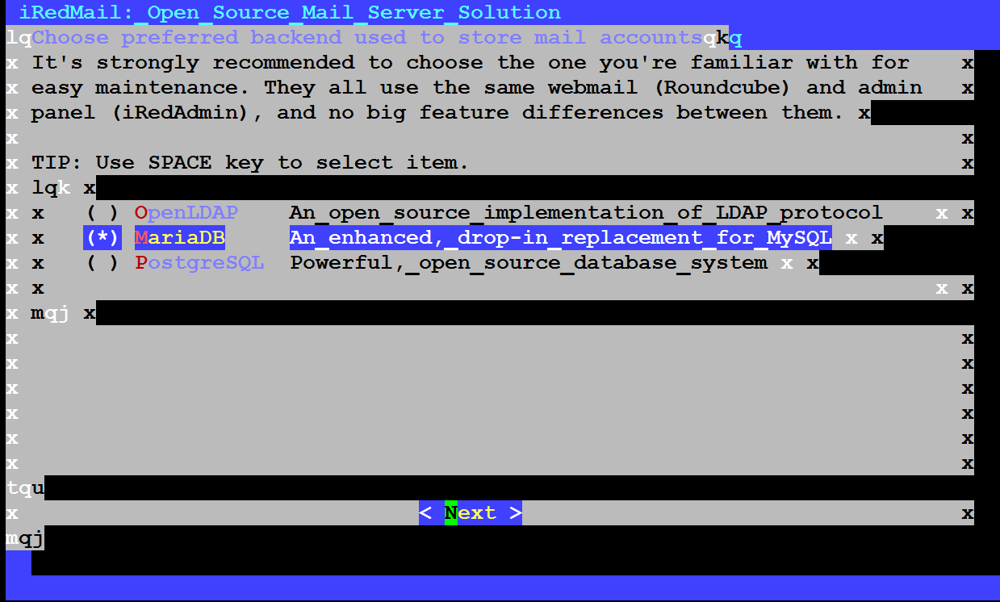 iRedMail:_Open_Source_Mail_Server_Solution
lqChoose preferred backend used to store mail accountsqkq
x It's strongly recommended to choose the one you're familiar with for x
x easy maintenance. They all use the same webmail (Roundcube) and admin x
x panel (iRedAdmin), and no big feature differences between them. x
x x
x TIP: Use SPACE key to select item. x
x lqk x
x x ( ) OpenLDAP An_open_source_implementation_of_LDAP_protocol x x
x x (*) MariaDB An_enhanced,_drop-in_replacement_for_MySQL x x
x x ( ) PostgreSQL Powerful,_open_source_database_system x x
x x x x
x mqj x
x x
x x
x x
x x
x x
x x
tqu
x < Next > x
mqj